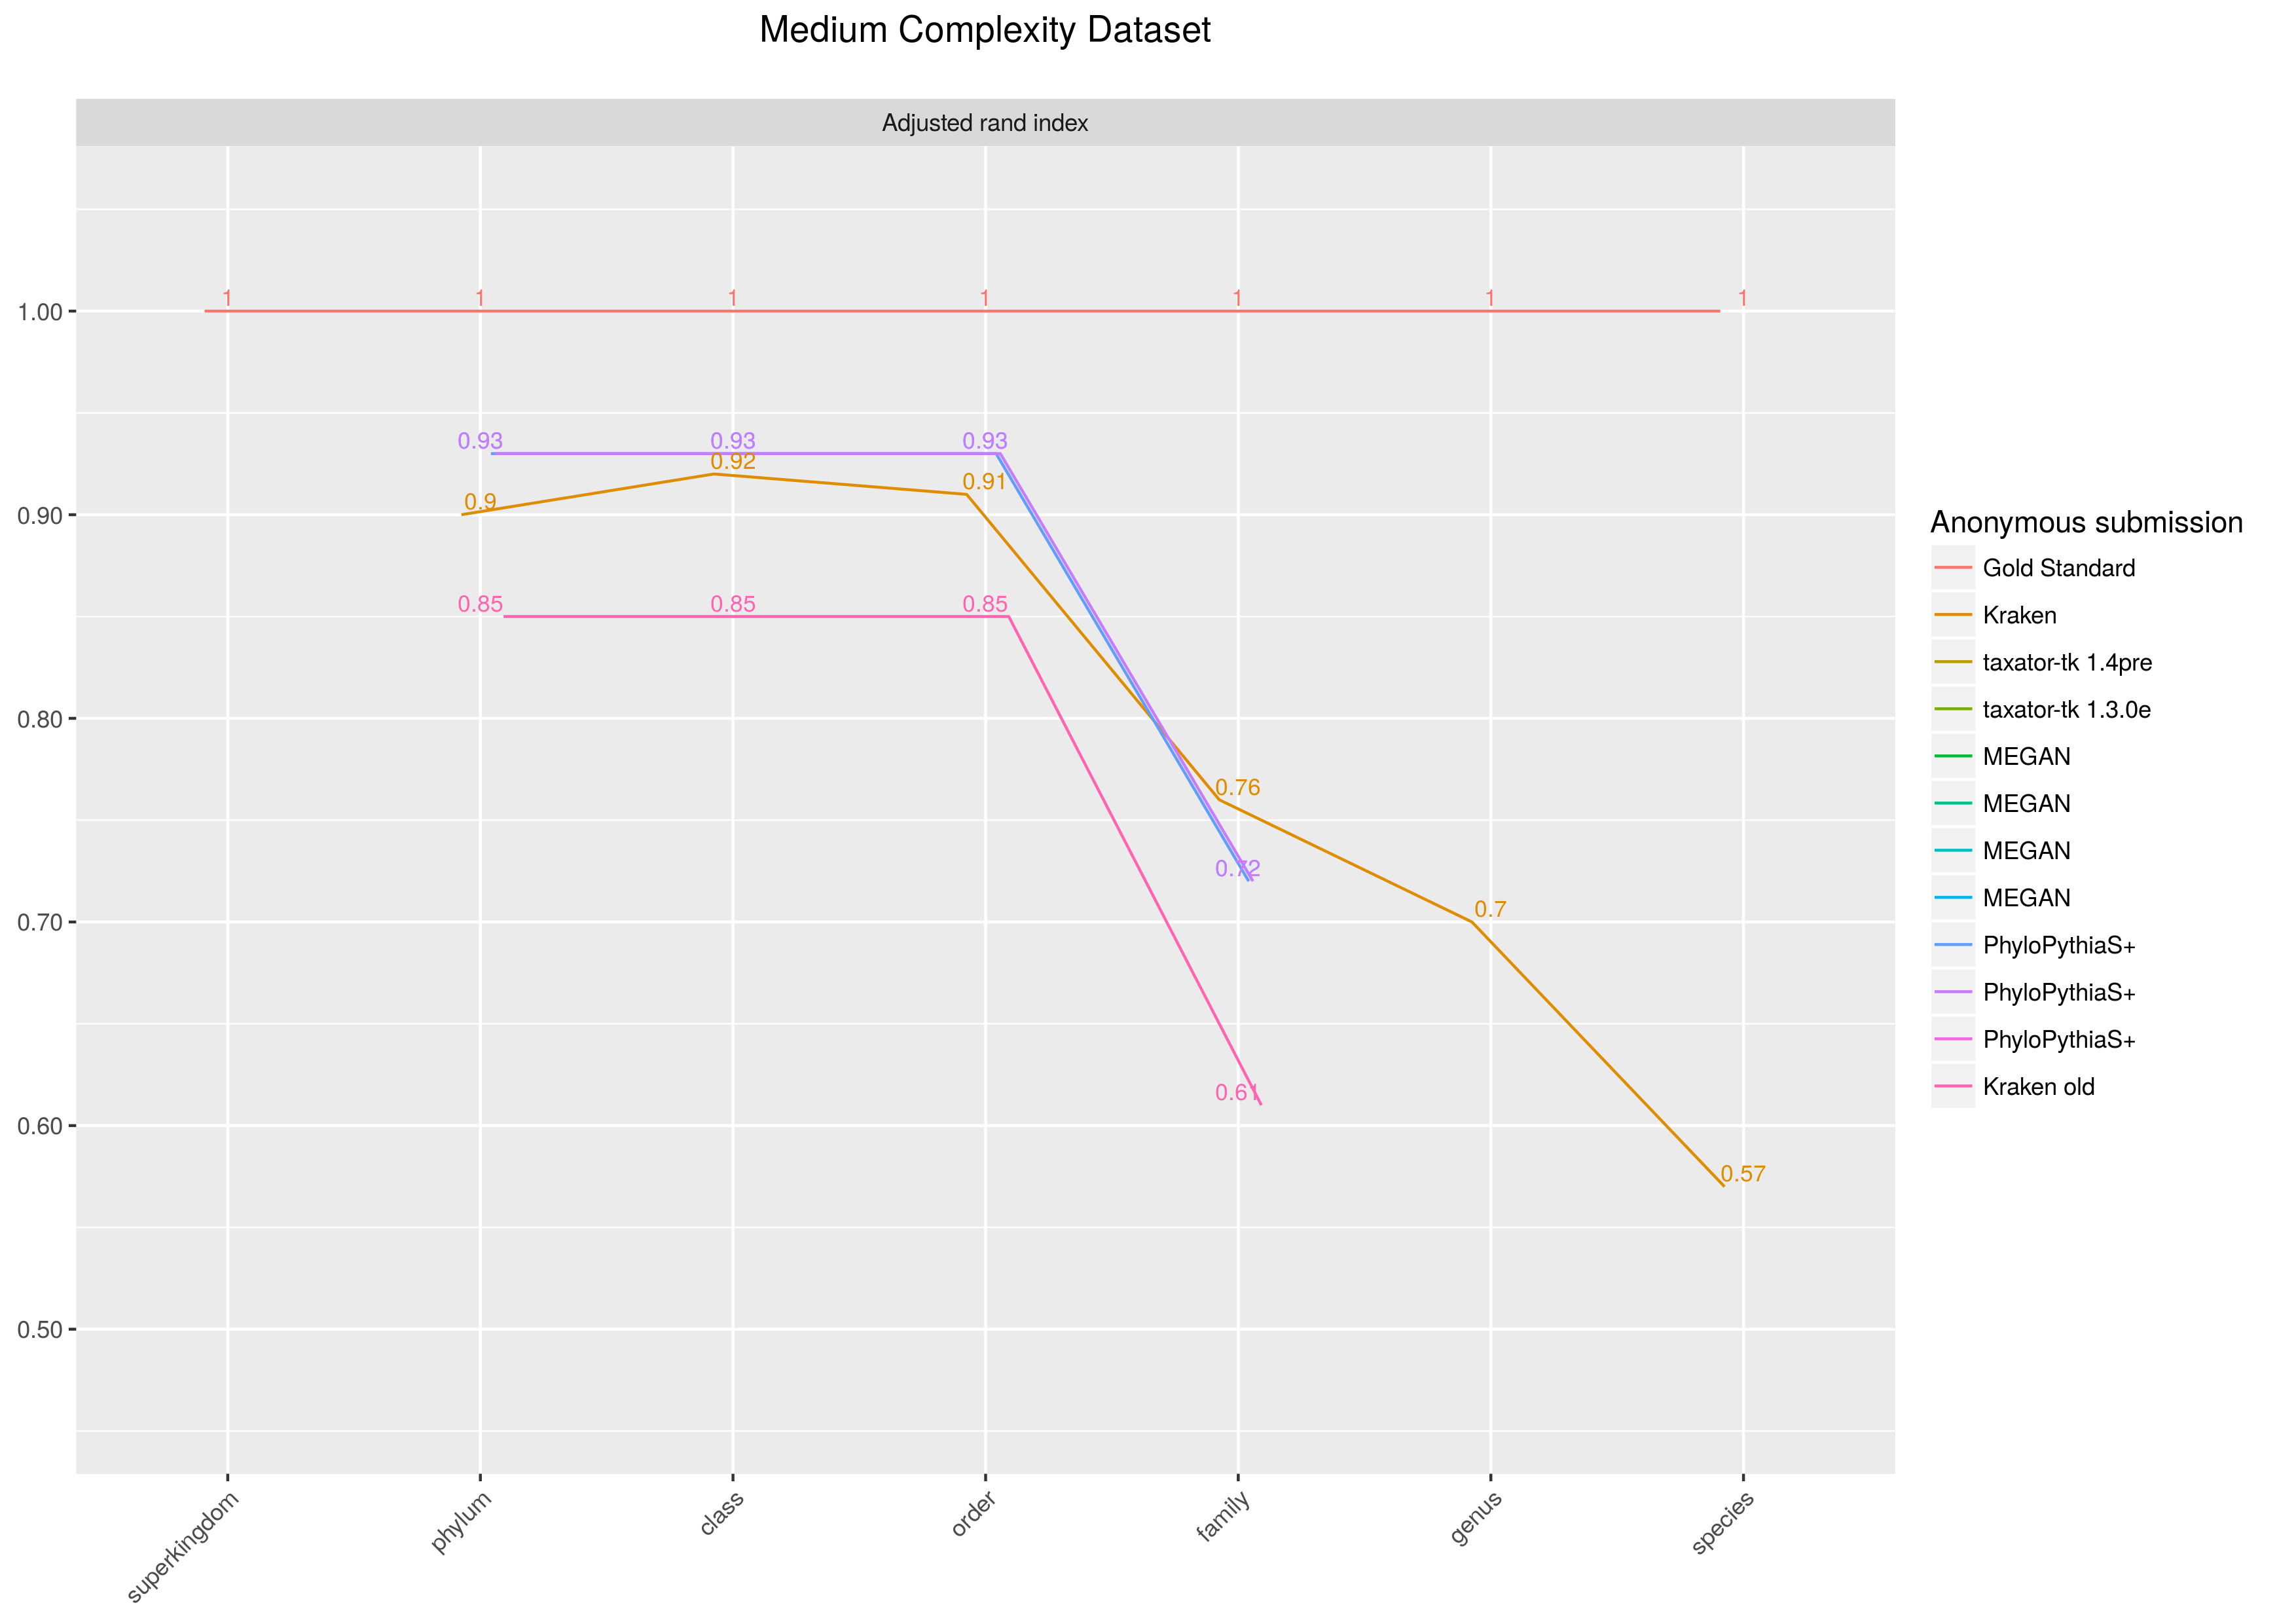 Medium Complexity Dataset
Adjusted rand index
1 1 1 1 1 1 1
1.00
0.93 0.93 0.93
0.92
0.91
0.9
0.90
0.85 0.85 0.85
0.80
0.76
0.72
0.7
0.70
0.61
0.60
0.57
0.50
superkingdom phylum class order family genus species
Anonymous submission
Gold Standard
Kraken
taxator-tk 1.4pre
taxator-tk 1.3.0e
MEGAN
MEGAN
MEGAN
MEGAN
PhyloPythiaS+
PhyloPythiaS+
PhyloPythiaS+
Kraken old